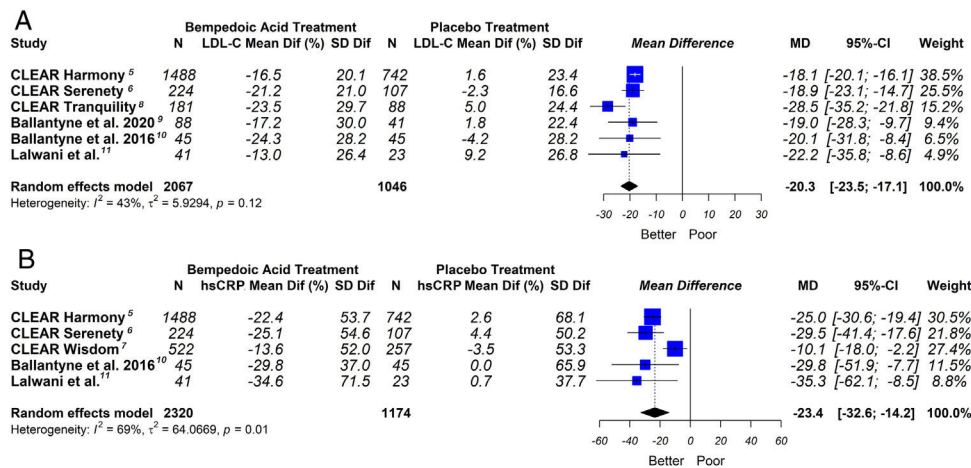 A
Bempedoic Acid Treatment Placebo Treatment
Study N LDL-C Mean Dif (%) SD Dif N LDL-C Mean Dif (%) SD Dif Mean Difference MD 95%-CI Weight
CLEAR Harmony 5 1488 -16.5 20.1 742 1.6 23.4 -18.1 [-20.1; -16.1] 38.5%
CLEAR Serenety 6 224 -21.2 21.0 107 -2.3 16.6 -18.9 [-23.1; -14.7] 25.5%
CLEAR Tranquility 8 181 -23.5 29.7 88 5.0 24.4 -28.5 [-35.2; -21.8] 15.2%
Ballantyne et al. 2020 9 88 -17.2 30.0 41 1.8 22.4 -19.0 [-28.3; -9.7] 9.4%
Ballantyne et al. 2016 10 45 -24.3 28.2 45 -4.2 28.2 -20.1 [-31.8; -8.4] 6.5%
Lalwani et al. 11 41 -13.0 26.4 23 9.2 26.8 -22.2 [-35.8; -8.6] 4.9%
Random effects model 2067 1046 -20.3 [-23.5; -17.1] 100.0%
Heterogeneity: I2 = 43%, τ2 = 5.9294, p = 0.12
-30 -20 -10 0 10 20 30
Better Poor
B
Bempedoic Acid Treatment Placebo Treatment
Study N hsCRP Mean Dif (%) SD Dif N hsCRP Mean Dif (%) SD Dif Mean Difference MD 95%-CI Weight
CLEAR Harmony 5 1488 -22.4 53.7 742 2.6 68.1 -25.0 [-30.6; -19.4] 30.5%
CLEAR Serenety 6 224 -25.1 54.6 107 4.4 50.2 -29.5 [-41.4; -17.6] 21.8%
CLEAR Wisdom 7 522 -13.6 52.0 257 -3.5 53.3 -10.1 [-18.0; -2.2] 27.4%
Ballantyne et al. 2016 10 45 -29.8 37.0 45 0.0 65.9 -29.8 [-51.9; -7.7] 11.5%
Lalwani et al. 11 41 -34.6 71.5 23 0.7 37.7 -35.3 [-62.1; -8.5] 8.8%
Random effects model 2320 1174 -23.4 [-32.6; -14.2] 100.0%
Heterogeneity: I2 = 69%, τ2 = 64.0669, p = 0.01
-60 -40 -20 0 20 40 60
Better Poor